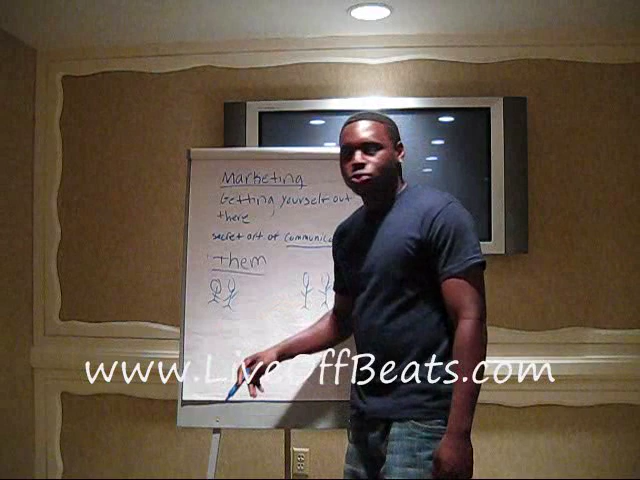 Marketing
Getting yourself out
there
secret art of Communica
Them
www.LiveOffBeats.com